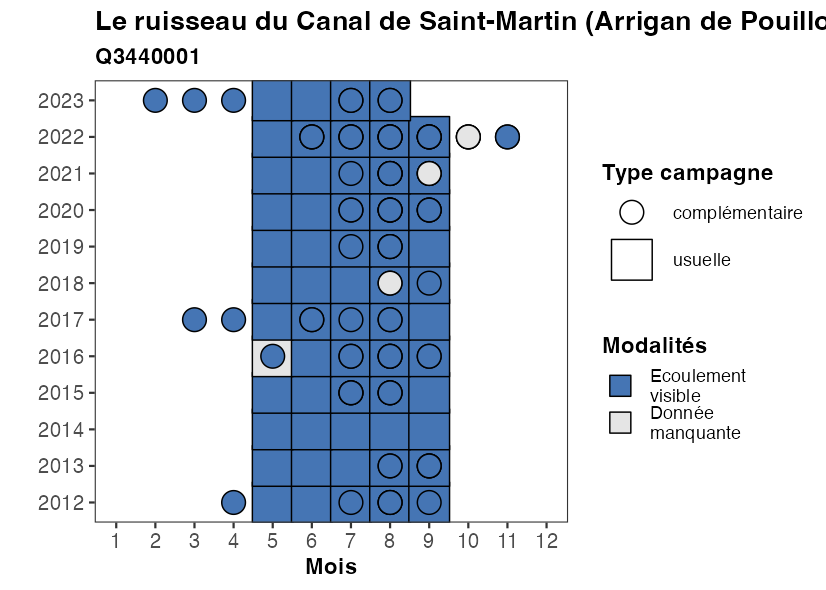 Le ruisseau du Canal de Saint-Martin (Arrigan de Pouillo
Q3440001
2023
2022
2021
2020
2019
2018
2017
2016
2015
2014
2013
2012
1 2 3 4 5 6 7 8 9 10 11 12
Mois
Type campagne
complémentaire
usuelle
Modalités
Ecoulement
visible
Donnée
manquante